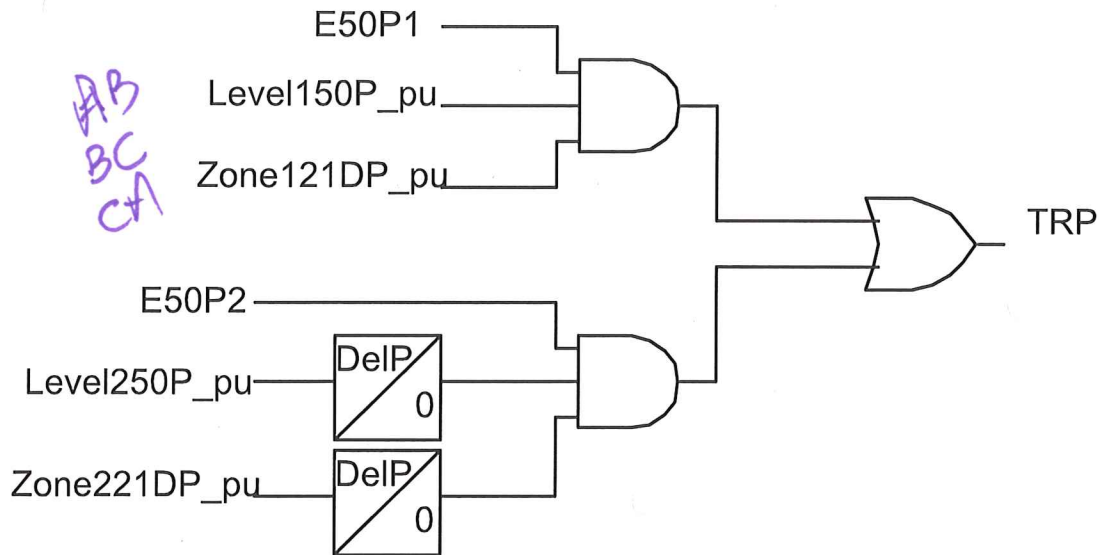 E50P1
AB
BC
CA
Level150P_pu
Zone121DP_pu
TRP
E50P2
Level250P_pu
DelP
0
Zone221DP_pu
DelP
0